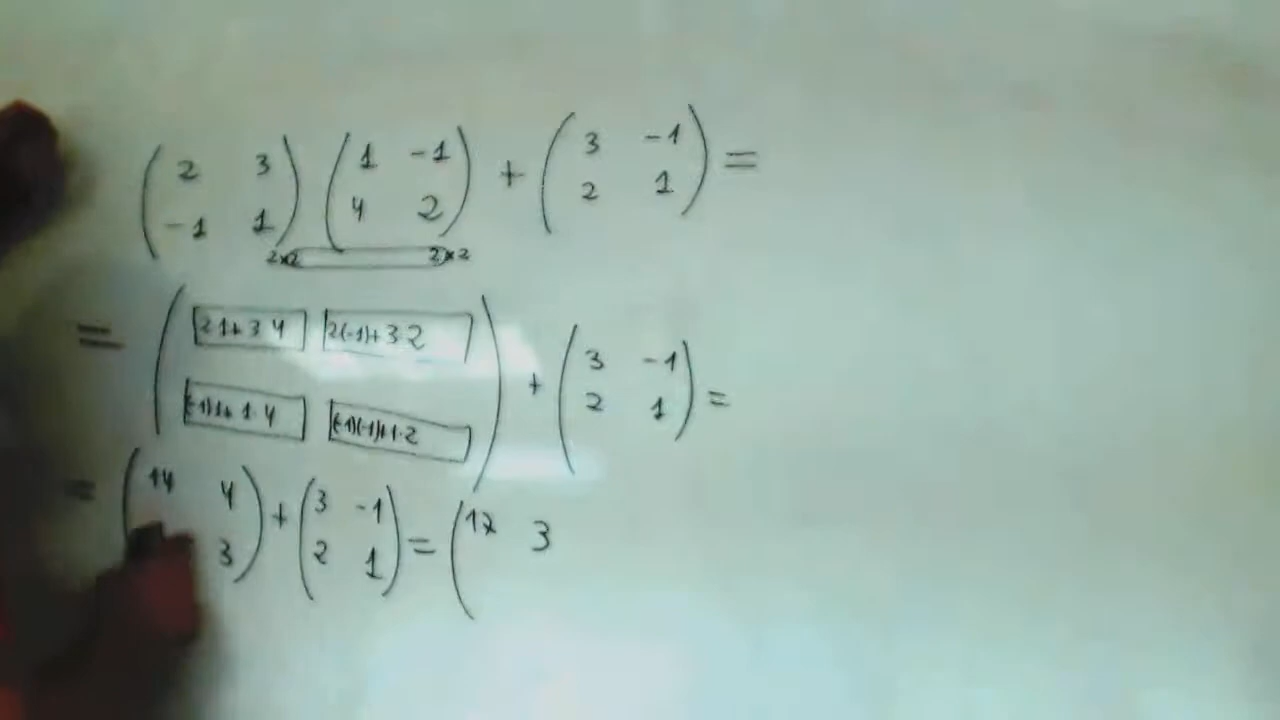 ( 2 3 ) ( 1 -1 ) + ( 3 -1 ) =
( -1 1 ) ( 4 2 ) ( 2 1 )
2x2 2x2
= ( 2·1+3·4 2(-1)+3·2 ) + ( 3 -1 ) =
( (-1)1+1·4 (-1)(-1)+1·2 ) ( 2 1 )
= ( 14 4 ) + ( 3 -1 ) = ( 17 3
3 ) ( 2 1 )